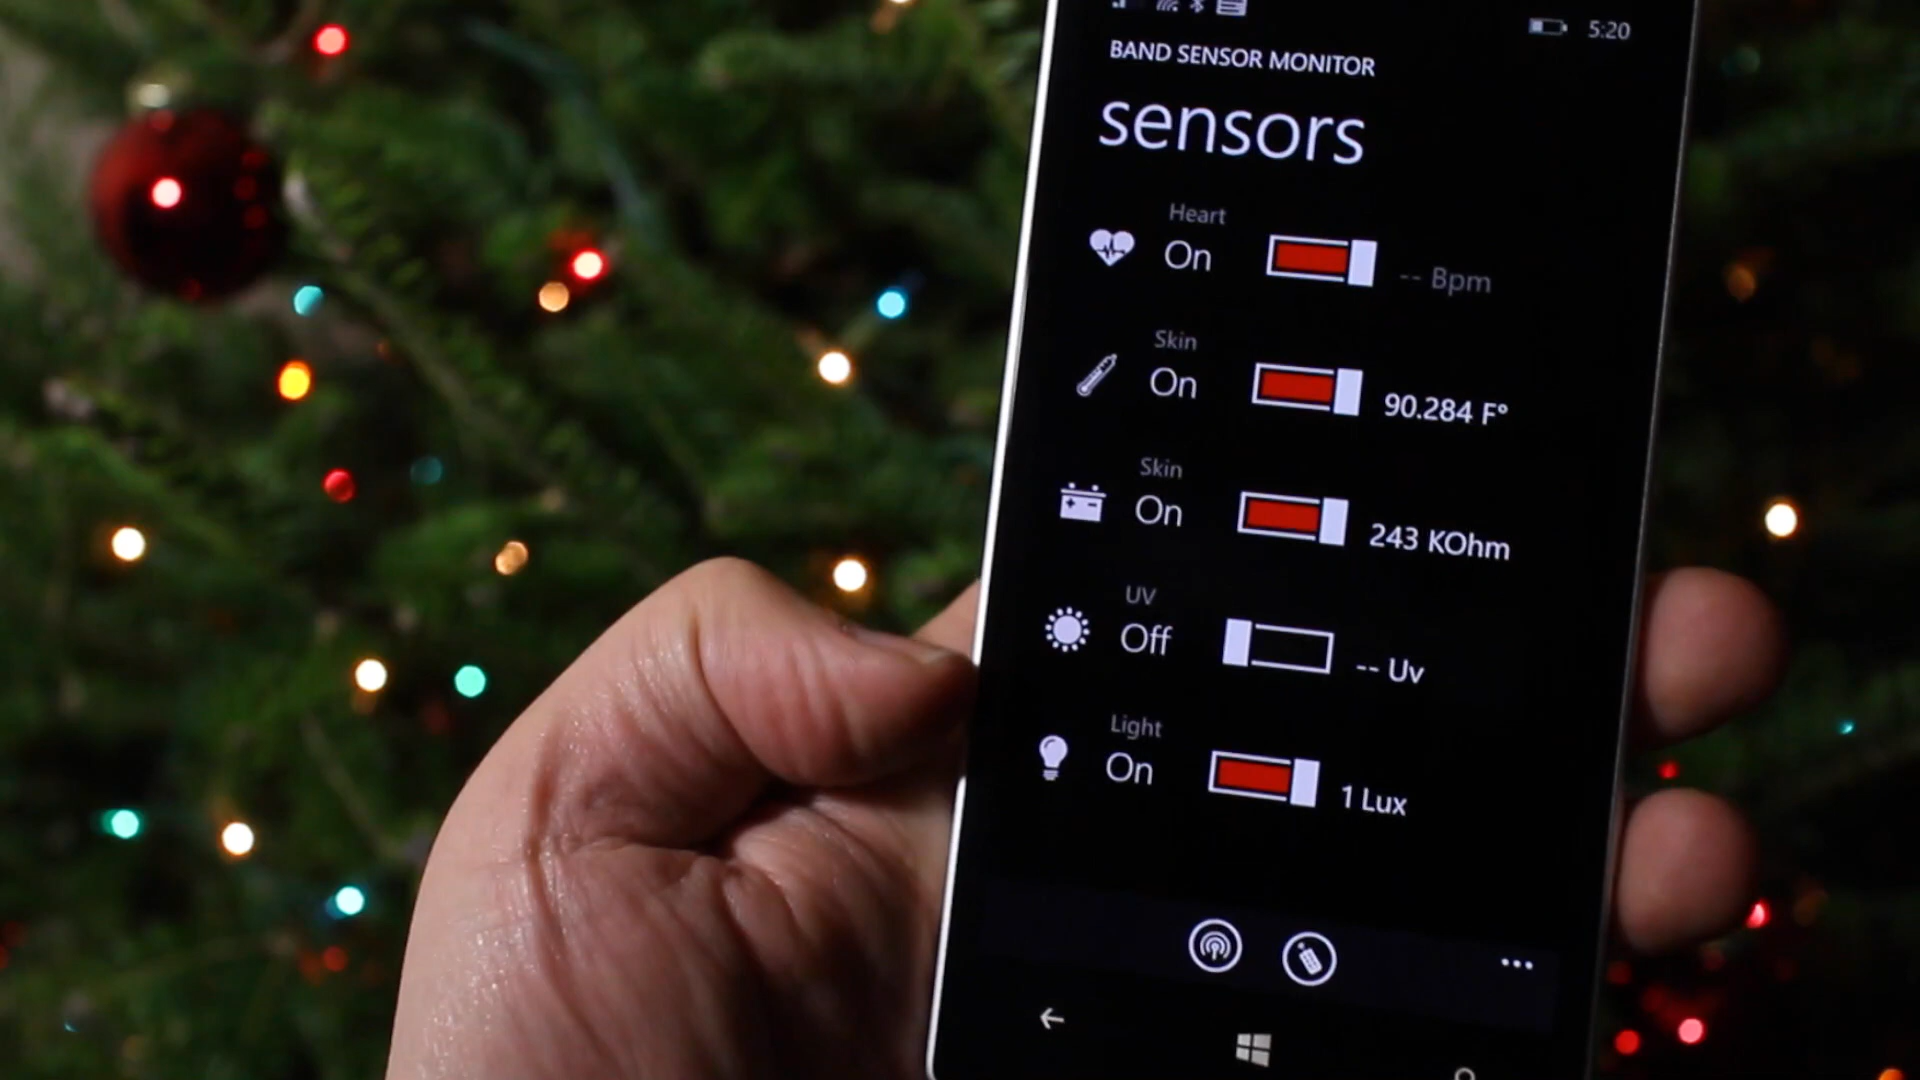 5:20
BAND SENSOR MONITOR
sensors
Heart
On -- Bpm
Skin
On 90.284 F°
Skin
On 243 KOhm
UV
Off -- Uv
Light
On 1 Lux